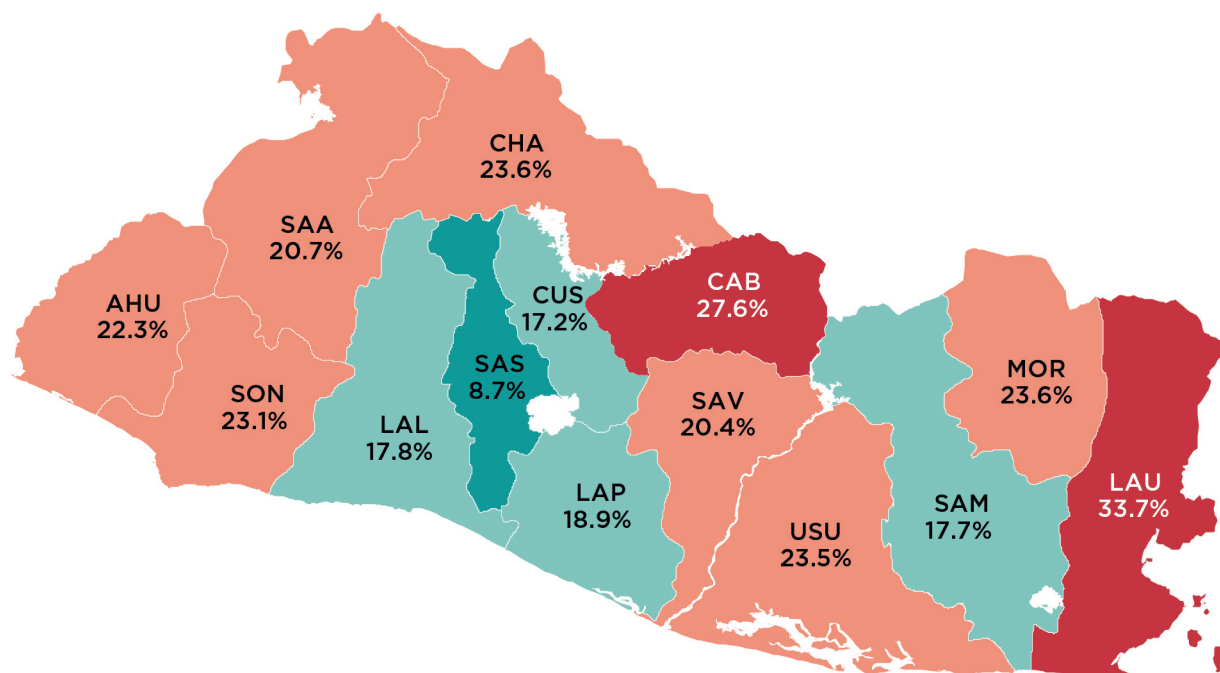 CHA
23.6%
SAA
20.7%
AHU
22.3%
SON
23.1%
LAL
17.8%
SAS
8.7%
CUS
17.2%
CAB
27.6%
SAV
20.4%
LAP
18.9%
USU
23.5%
SAM
17.7%
MOR
23.6%
LAU
33.7%